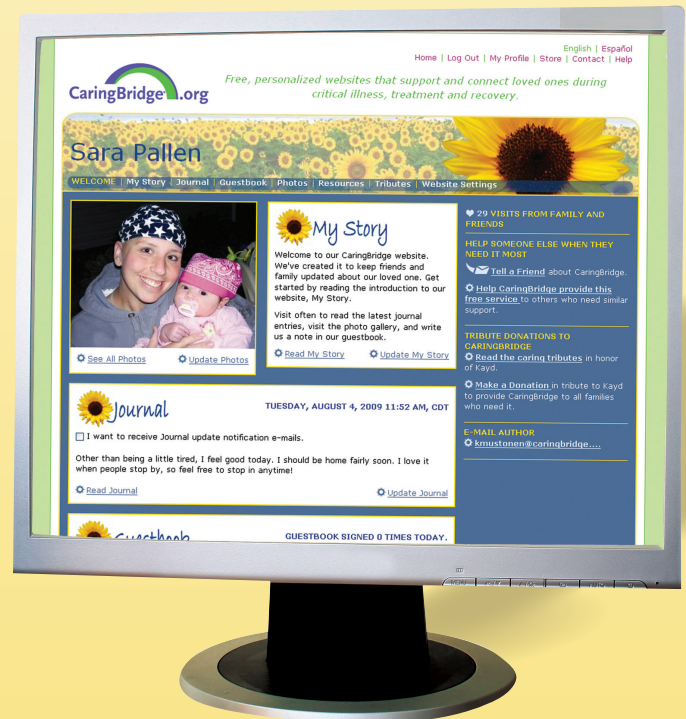 English | Español
Home | Log Out | My Profile | Store | Contact | Help
CaringBridge.org
Free, personalized websites that support and connect loved ones during
critical illness, treatment and recovery.
Sara Pallen
WELCOME | My Story | Journal | Guestbook | Photos | Resources | Tributes | Website Settings
See All Photos
Update Photos
My Story
Welcome to our CaringBridge website.
We've created it to keep friends and
family updated about our loved one. Get
started by reading the introduction to our
website, My Story.
Visit often to read the latest journal
entries, visit the photo gallery, and write
us a note in our guestbook.
Read My Story
Update My Story
29 VISITS FROM FAMILY AND
FRIENDS
HELP SOMEONE ELSE WHEN THEY
NEED IT MOST
Tell a Friend about CaringBridge.
Help CaringBridge provide this
free service to others who need similar
support.
TRIBUTE DONATIONS TO
CARINGBRIDGE
Read the caring tributes in honor
of Kayd.
Make a Donation in tribute to Kayd
to provide CaringBridge to all families
who need it.
E-MAIL AUTHOR
kmustonen@caringbridge....
Journal
TUESDAY, AUGUST 4, 2009 11:52 AM, CDT
I want to receive Journal update notification e-mails.
Other than being a little tired, I feel good today. I should be home fairly soon. I love it
when people stop by, so feel free to stop in anytime!
Read Journal
Update Journal
Guestbook
GUESTBOOK SIGNED 0 TIMES TODAY.
MENU